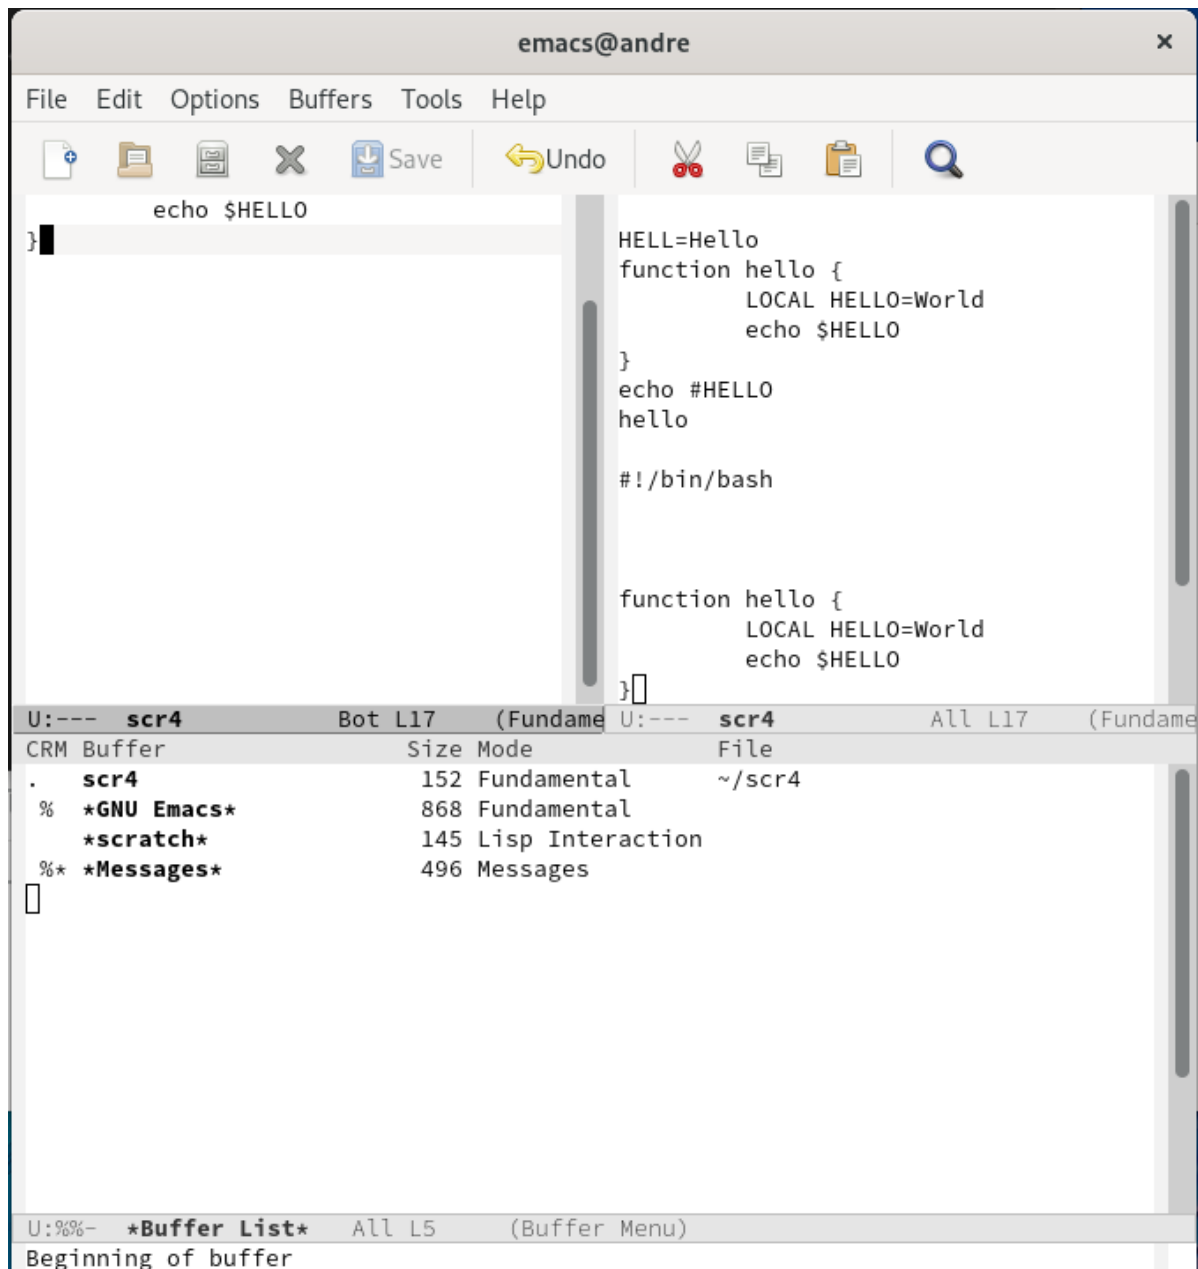 emacs@andre ×
File Edit Options Buffers Tools Help
Save Undo
echo $HELLO
}
U:--- scr4 Bot L17 (Fundame
HELL=Hello
function hello {
LOCAL HELLO=World
echo $HELLO
}
echo #HELLO
hello
#!/bin/bash
function hello {
LOCAL HELLO=World
echo $HELLO
}
U:--- scr4 All L17 (Fundame
CRM Buffer Size Mode File
. scr4 152 Fundamental ~/scr4
% *GNU Emacs* 868 Fundamental
*scratch* 145 Lisp Interaction
%* *Messages* 496 Messages
U:%%- *Buffer List* All L5 (Buffer Menu)
Beginning of buffer